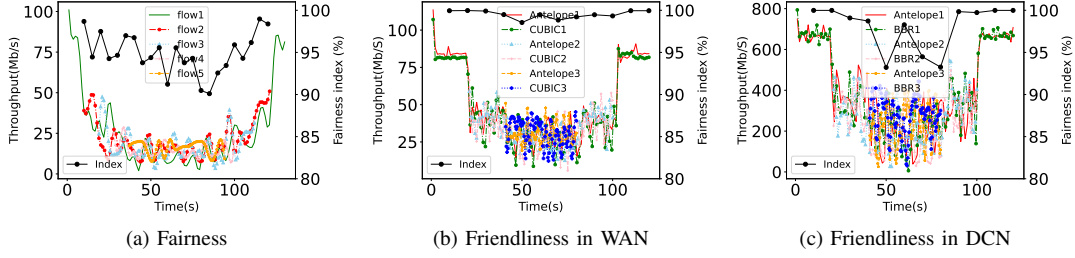 Throughput(Mb/s)
100
75
50
25
0
flow1
flow2
flow3
flow4
flow5
Index
100
95
90
85
80
Fairness index (%)
0
50
100
Time(s)
(a) Fairness
Throughput(Mb/S)
100
75
50
25
0
Antelope1
CUBIC1
Antelope2
CUBIC2
Antelope3
CUBIC3
Index
100
95
90
85
80
Fairness index (%)
0
50
100
Time(s)
(b) Friendliness in WAN
Throughput(Mb/S)
800
600
400
200
0
Antelope1
BBR1
Antelope2
BBR2
Antelope3
BBR3
Index
100
95
90
85
80
Fairness index (%)
0
50
100
Time(s)
(c) Friendliness in DCN